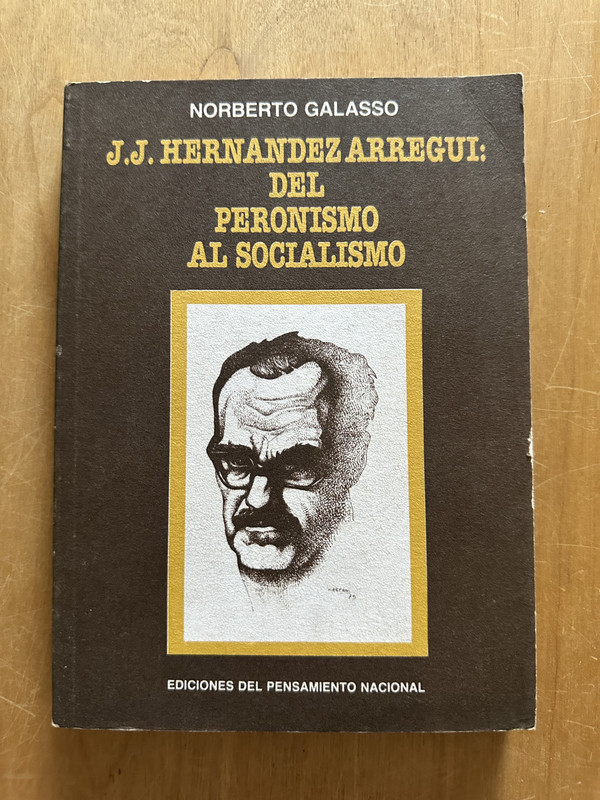 NORBERTO GALASSO
J.J. HERNANDEZ ARREGUI:
DEL
PERONISMO
AL SOCIALISMO
EDICIONES DEL PENSAMIENTO NACIONAL